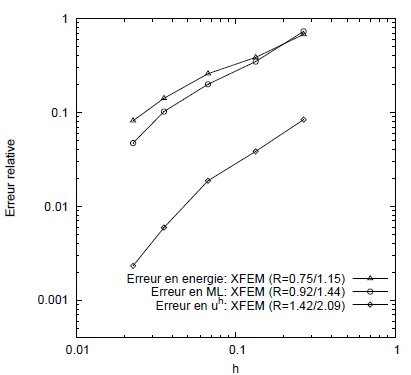 1
0.1
Erreur relative
0.01
Erreur en energie: XFEM (R=0.75/1.15)
Erreur en ML: XFEM (R=0.92/1.44)
Erreur en u^h: XFEM (R=1.42/2.09)
0.001
0.01 0.1 1
h